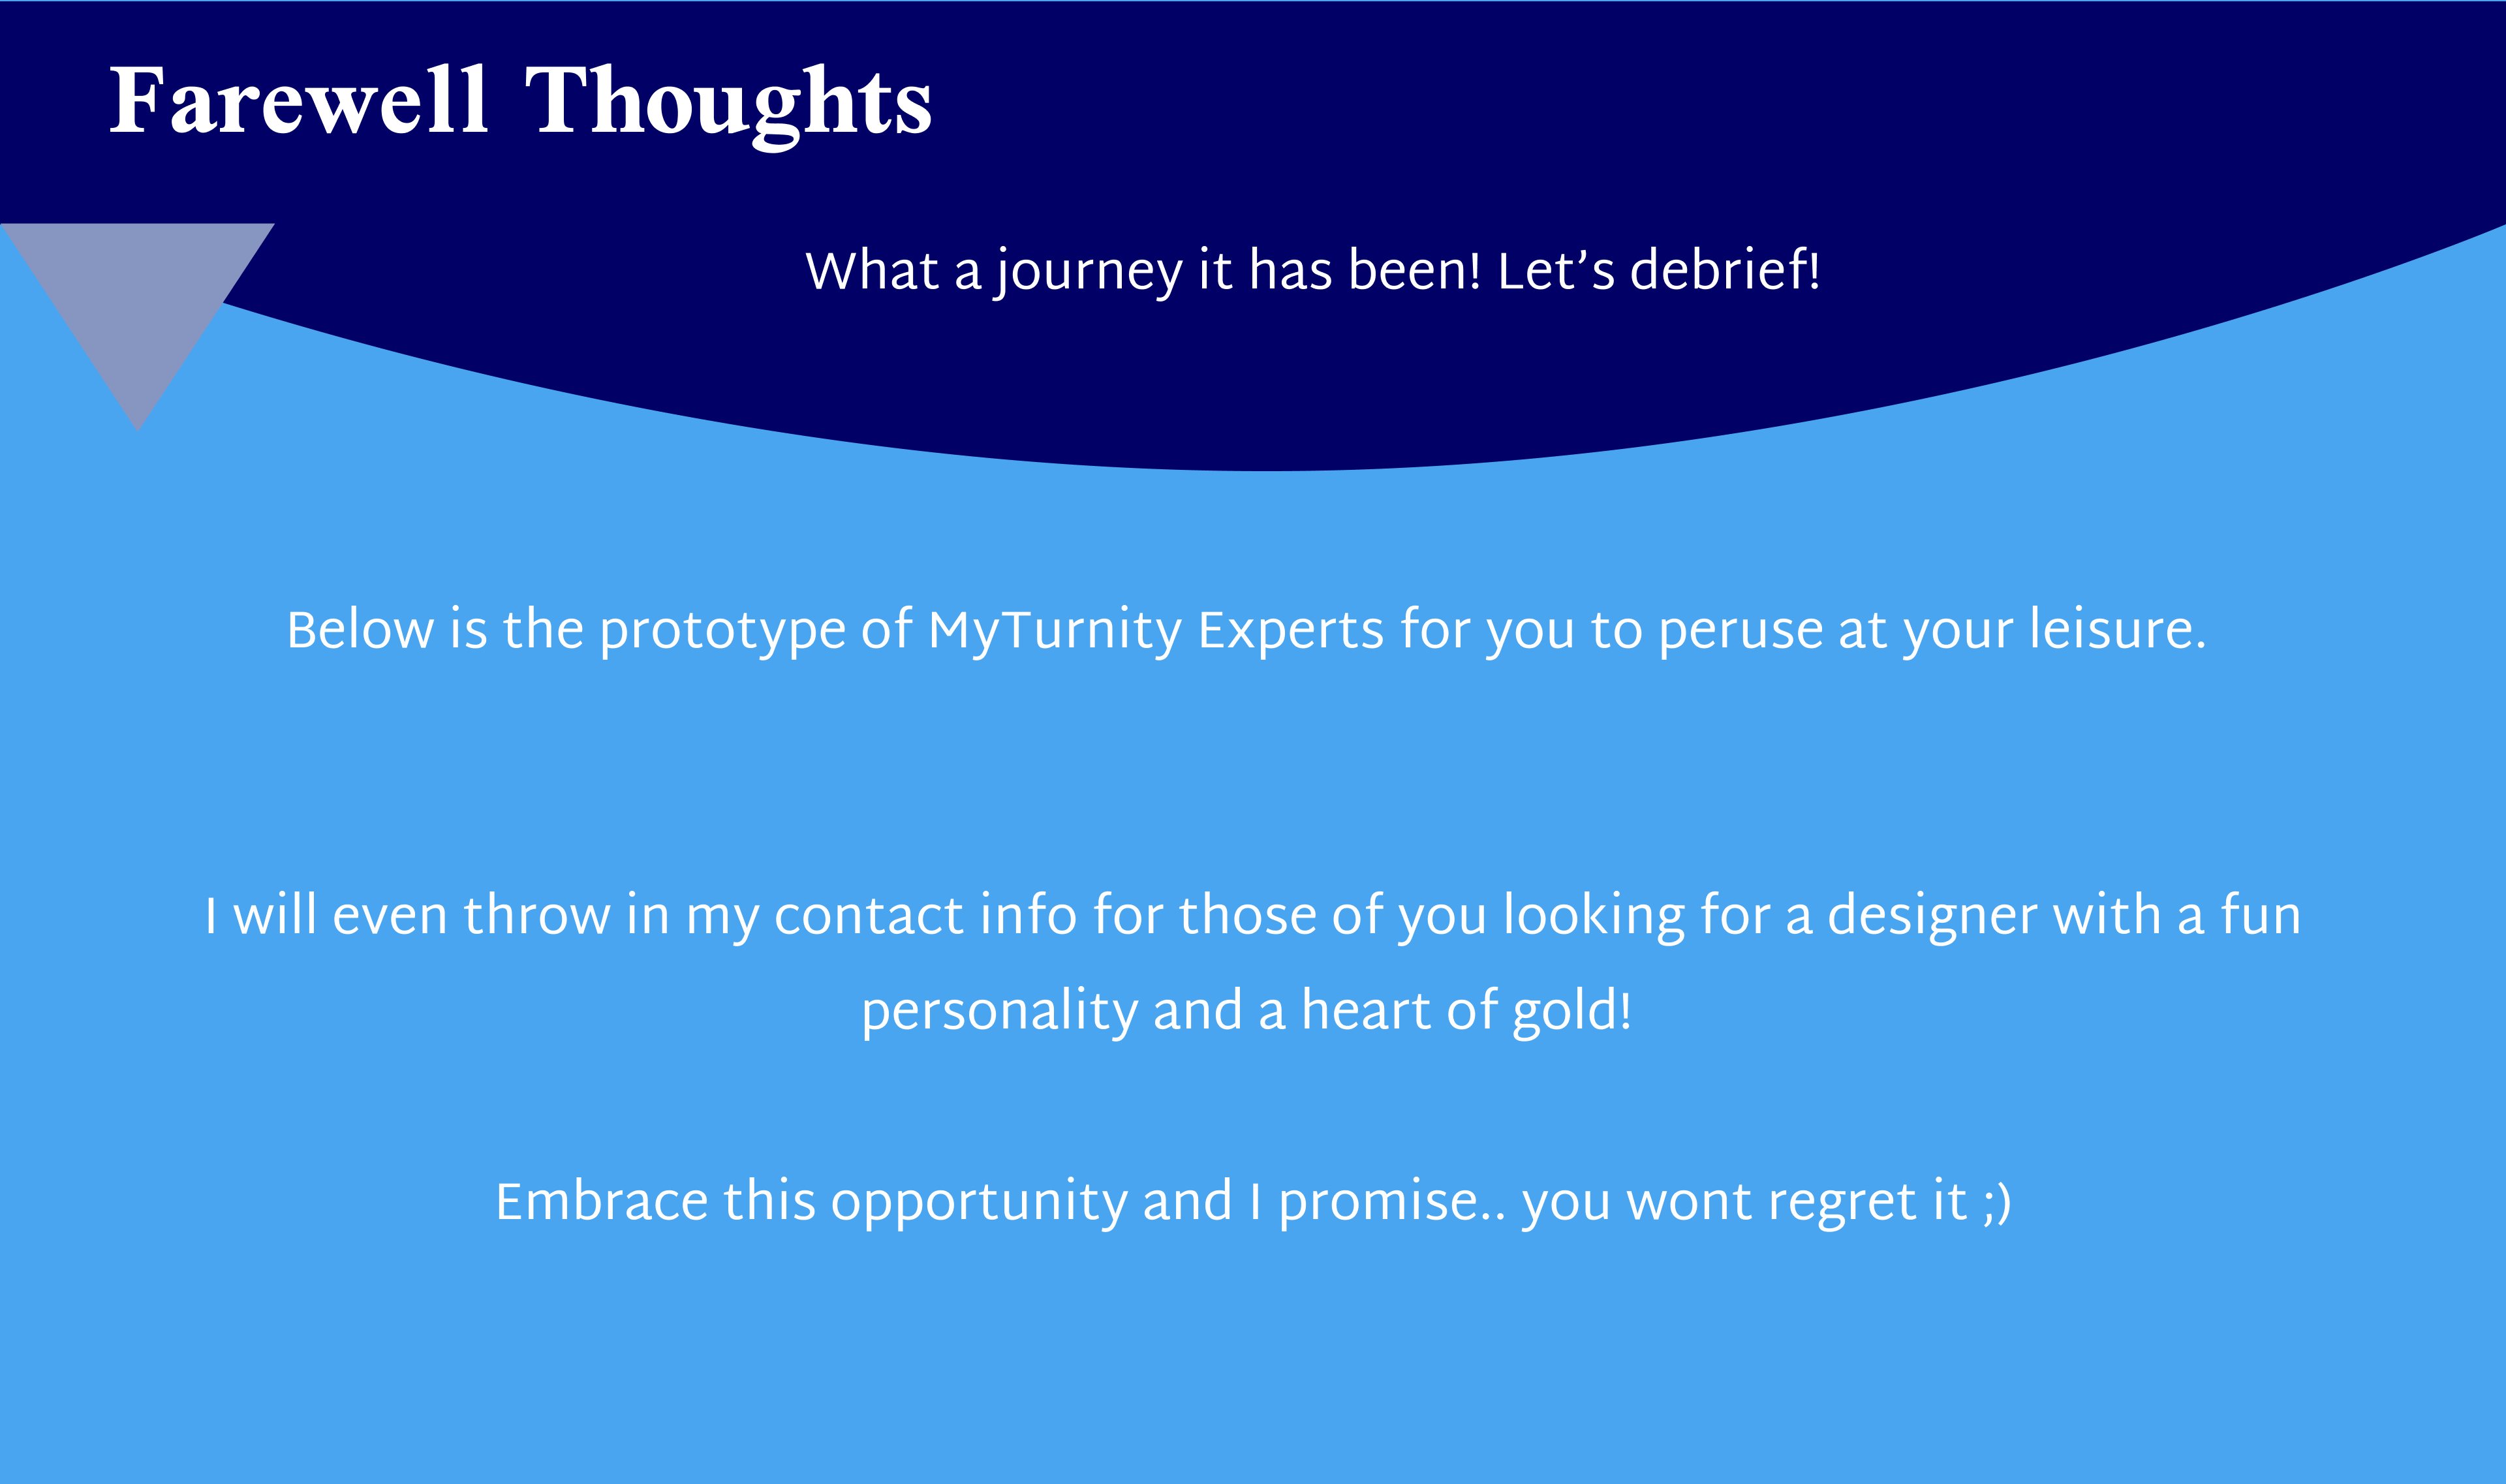 Farewell Thoughts
What a journey it has been! Let’s debrief!
Below is the prototype of MyTurnity Experts for you to peruse at your leisure.
I will even throw in my contact info for those of you looking for a designer with a fun
personality and a heart of gold!
Embrace this opportunity and I promise.. you wont regret it ;)